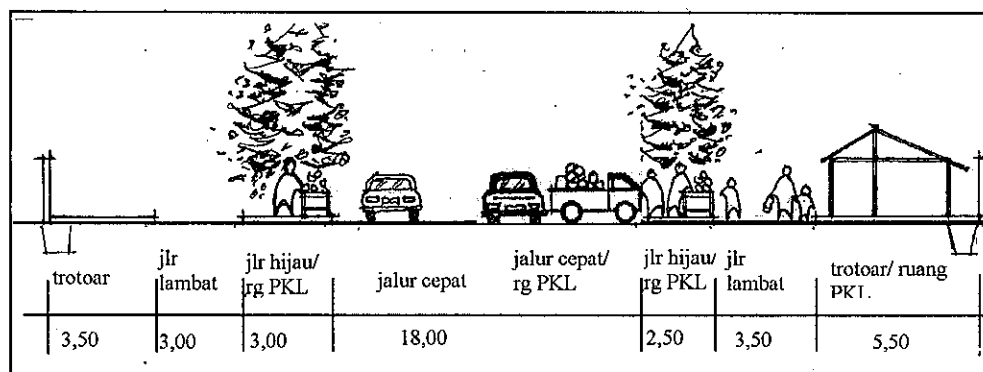 trotoar
jlr
lambat
jlr hijau/
rg PKL
jalur cepat
jalur cepat/
rg PKL
jlr hijau/
rg PKL
jlr
lambat
trotoar/ ruang
PKL
3,50
3,00
3,00
18,00
2,50
3,50
5,50